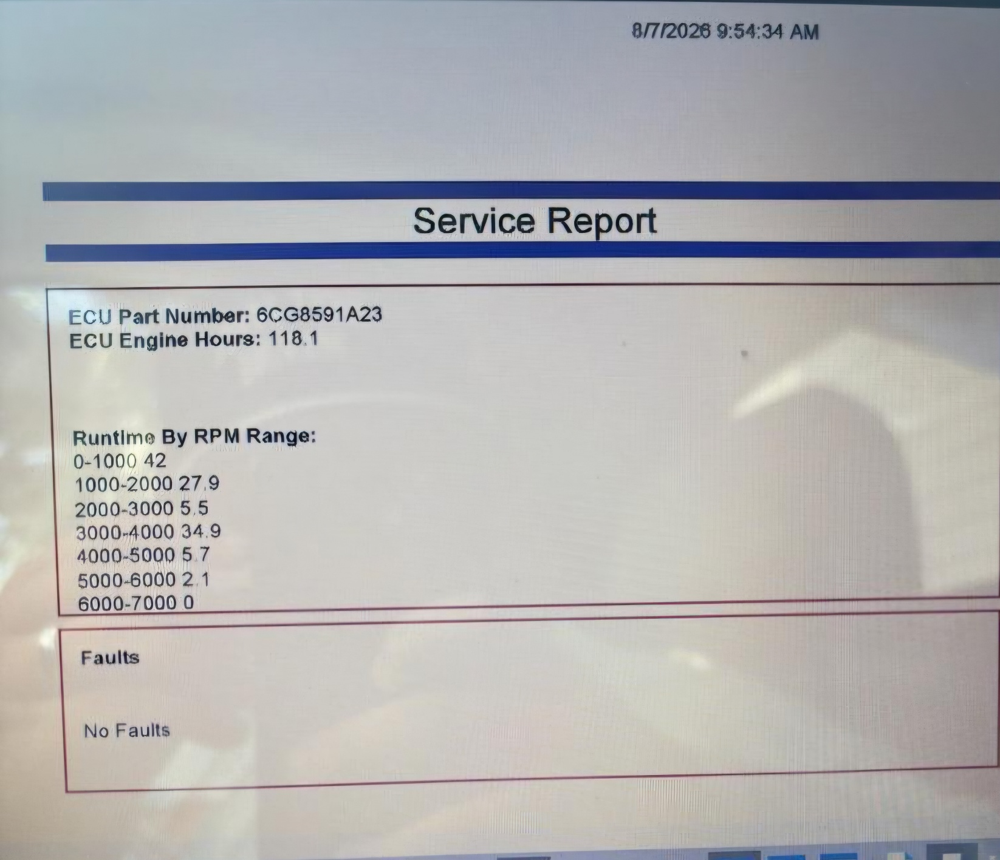 8/7/2026 9:54:34 AM
Service Report
ECU Part Number: 6CG8591A23
ECU Engine Hours: 118.1
Runtime By RPM Range:
0-1000 42
1000-2000 27.9
2000-3000 5.5
3000-4000 34.9
4000-5000 5.7
5000-6000 2.1
6000-7000 0
Faults
No Faults